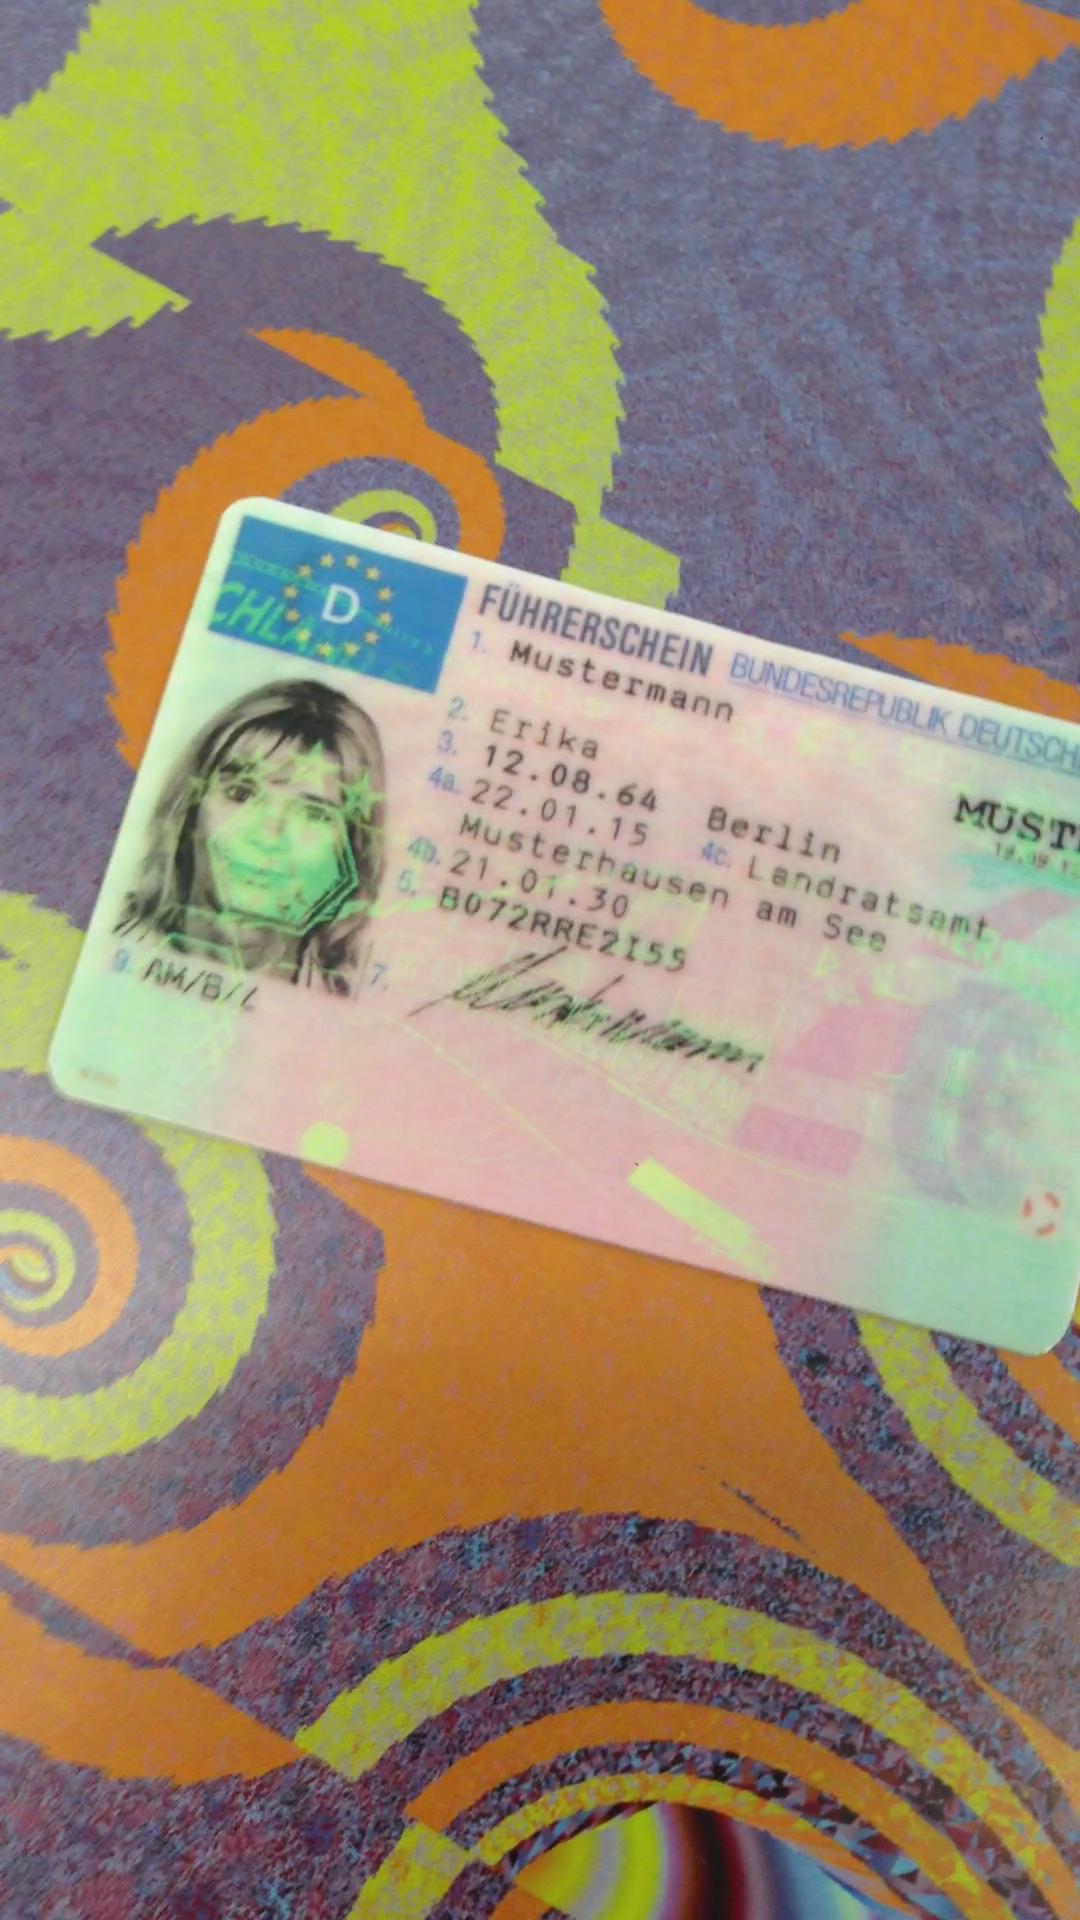 D
FÜHRERSCHEIN BUNDESREPUBLIK DEUTSCH
1. Mustermann
2. Erika
3. 12.08.64 Berlin
4a. 22.01.15 4c. Landratsamt
Musterhausen am See
4b. 21.01.30
5. B072RRE2I55
7. Mustermann
9. AM/B/L
MUST